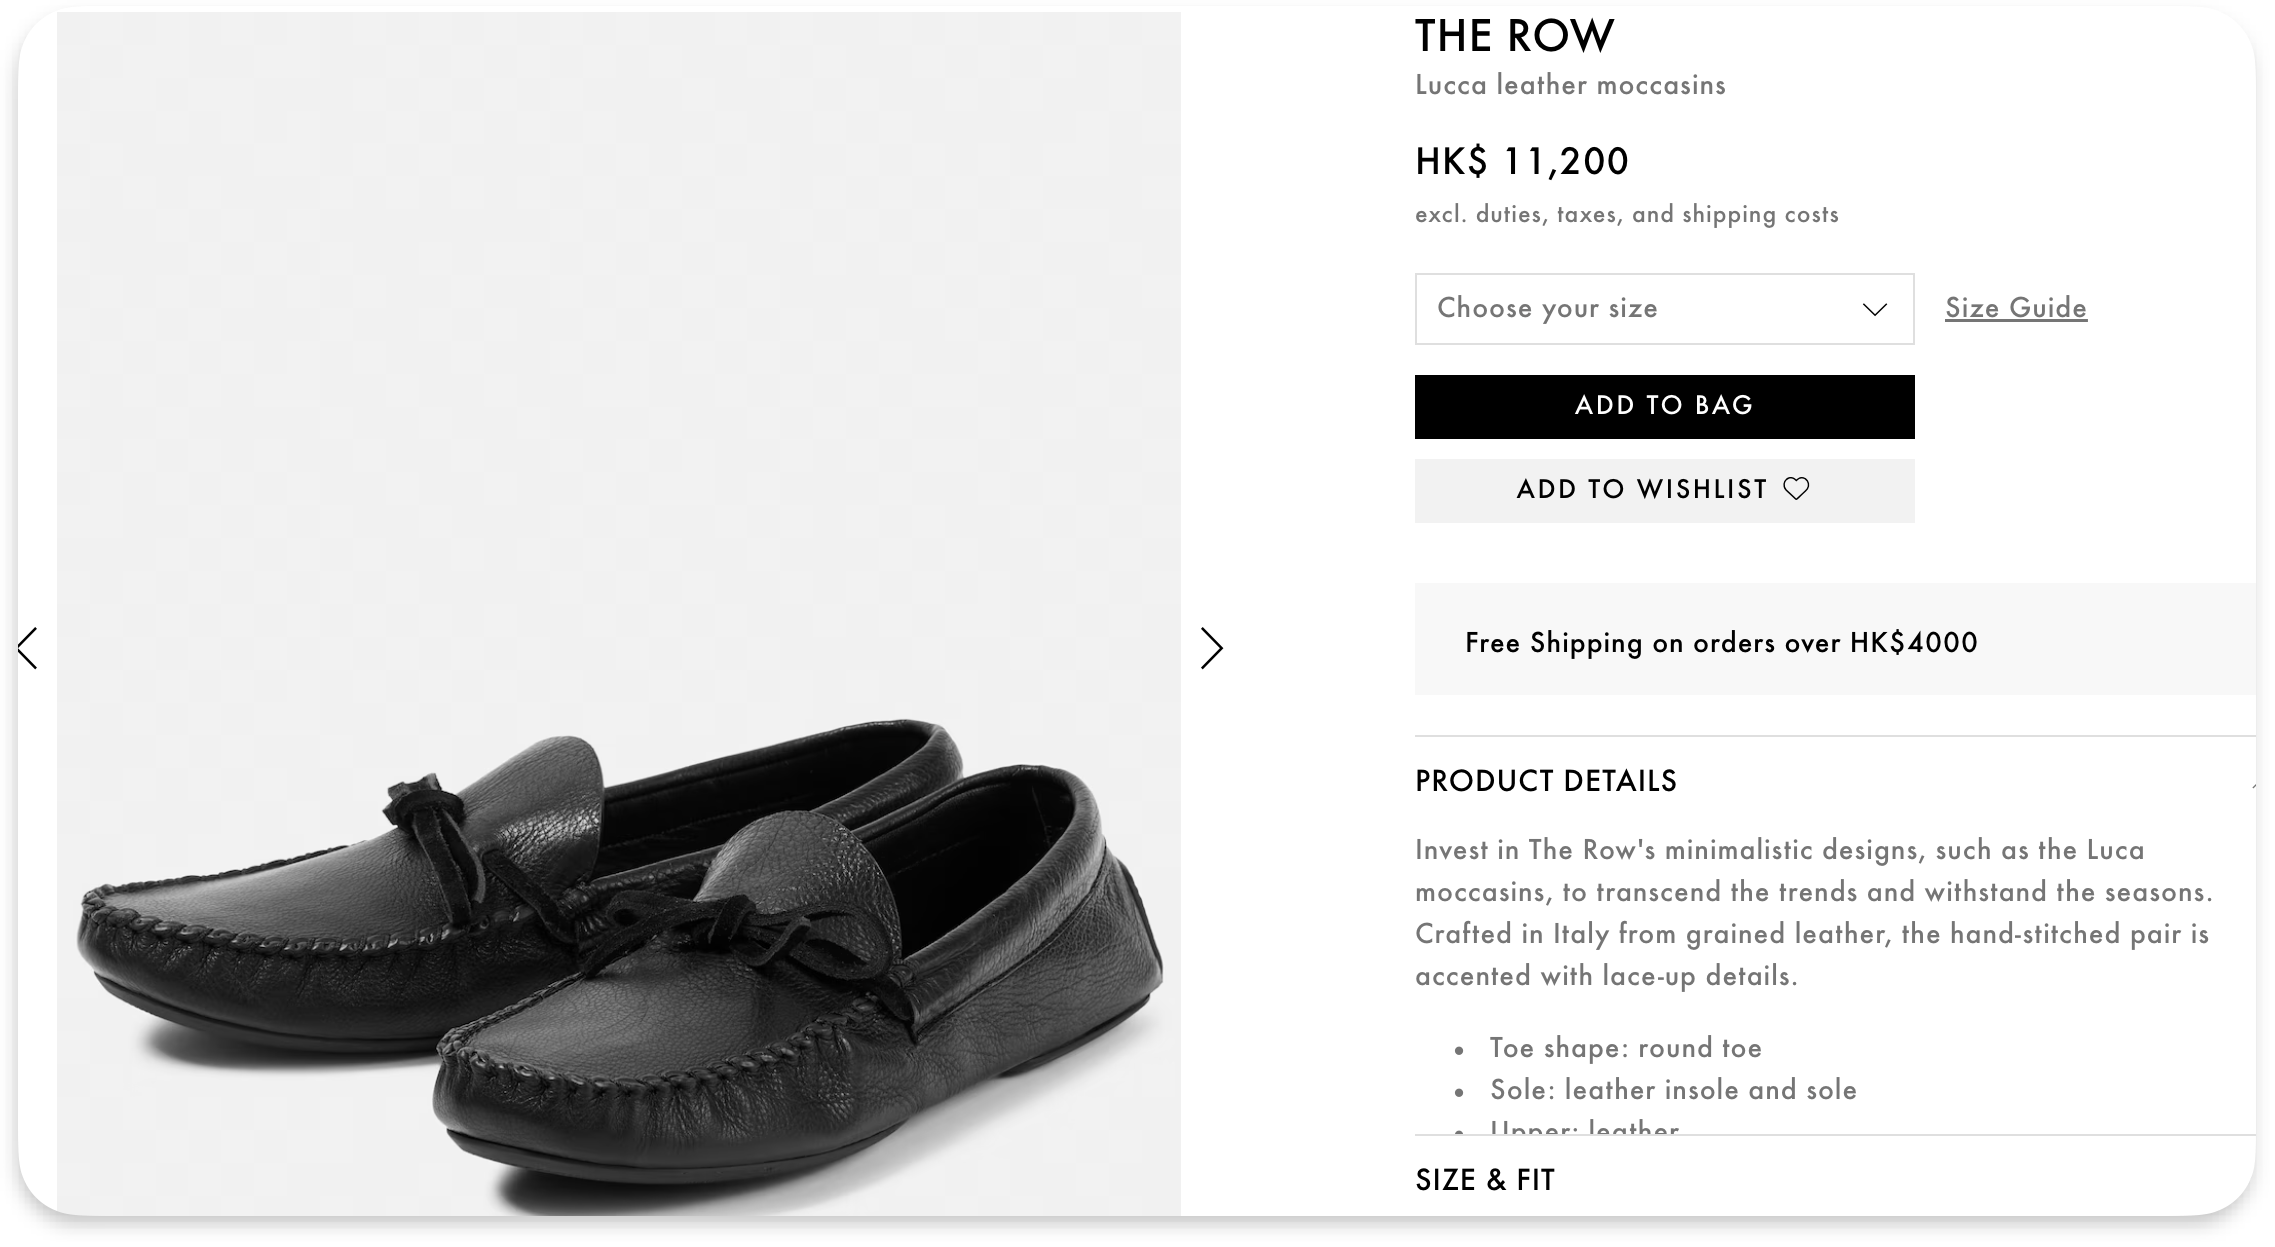 THE ROW
Lucca leather moccasins
HK$ 11,200
excl. duties, taxes, and shipping costs
Choose your size
Size Guide
ADD TO BAG
ADD TO WISHLIST
Free Shipping on orders over HK$4000
PRODUCT DETAILS
Invest in The Row's minimalistic designs, such as the Luca
moccasins, to transcend the trends and withstand the seasons.
Crafted in Italy from grained leather, the hand-stitched pair is
accented with lace-up details.
• Toe shape: round toe
• Sole: leather insole and sole
• Upper: leather
SIZE & FIT